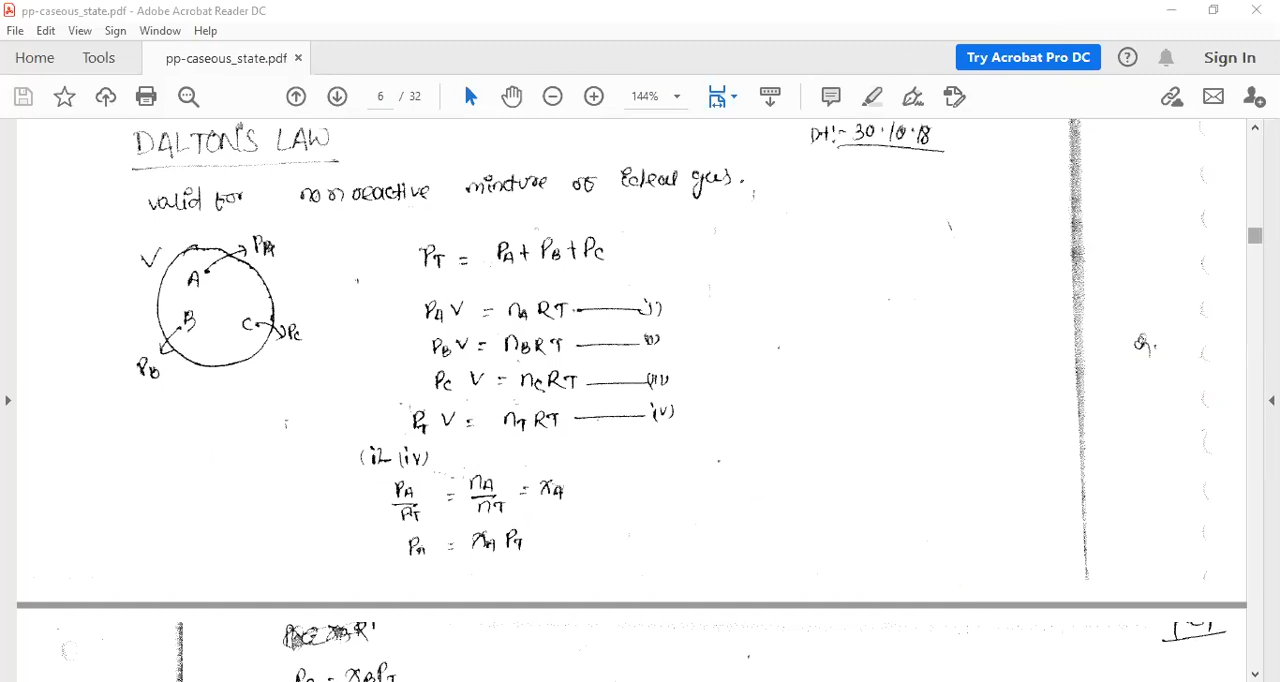 pp-caseous_state.pdf - Adobe Acrobat Reader DC
File Edit View Sign Window Help
Home Tools pp-caseous_state.pdf × Try Acrobat Pro DC Sign In
6 / 32 144%
DALTON'S LAW
Dt:- 30.10.18
valid for non reactive mixture of Ideal gas.
V PA
A
B C PC
PB
PT = PA + PB + PC
PA V = nA RT (i)
PB V = nB RT (ii)
PC V = nC RT (iii)
PT V = nT RT (iv)
(i) (iv)
PA/PT = nA/nT = xA
PA = xA PT
Q.
PB = xB PT